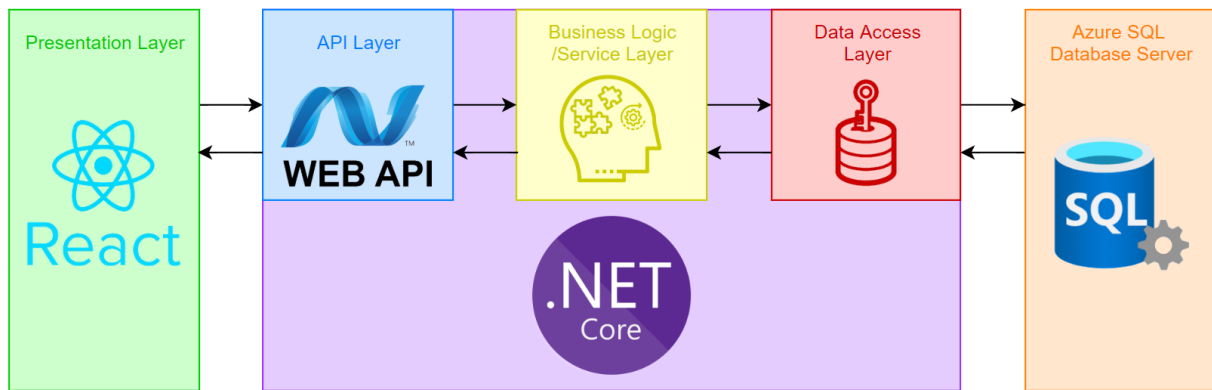 Presentation Layer
React
API Layer
TM
WEB API
Business Logic
/Service Layer
Data Access
Layer
.NET
Core
Azure SQL
Database Server
SQL